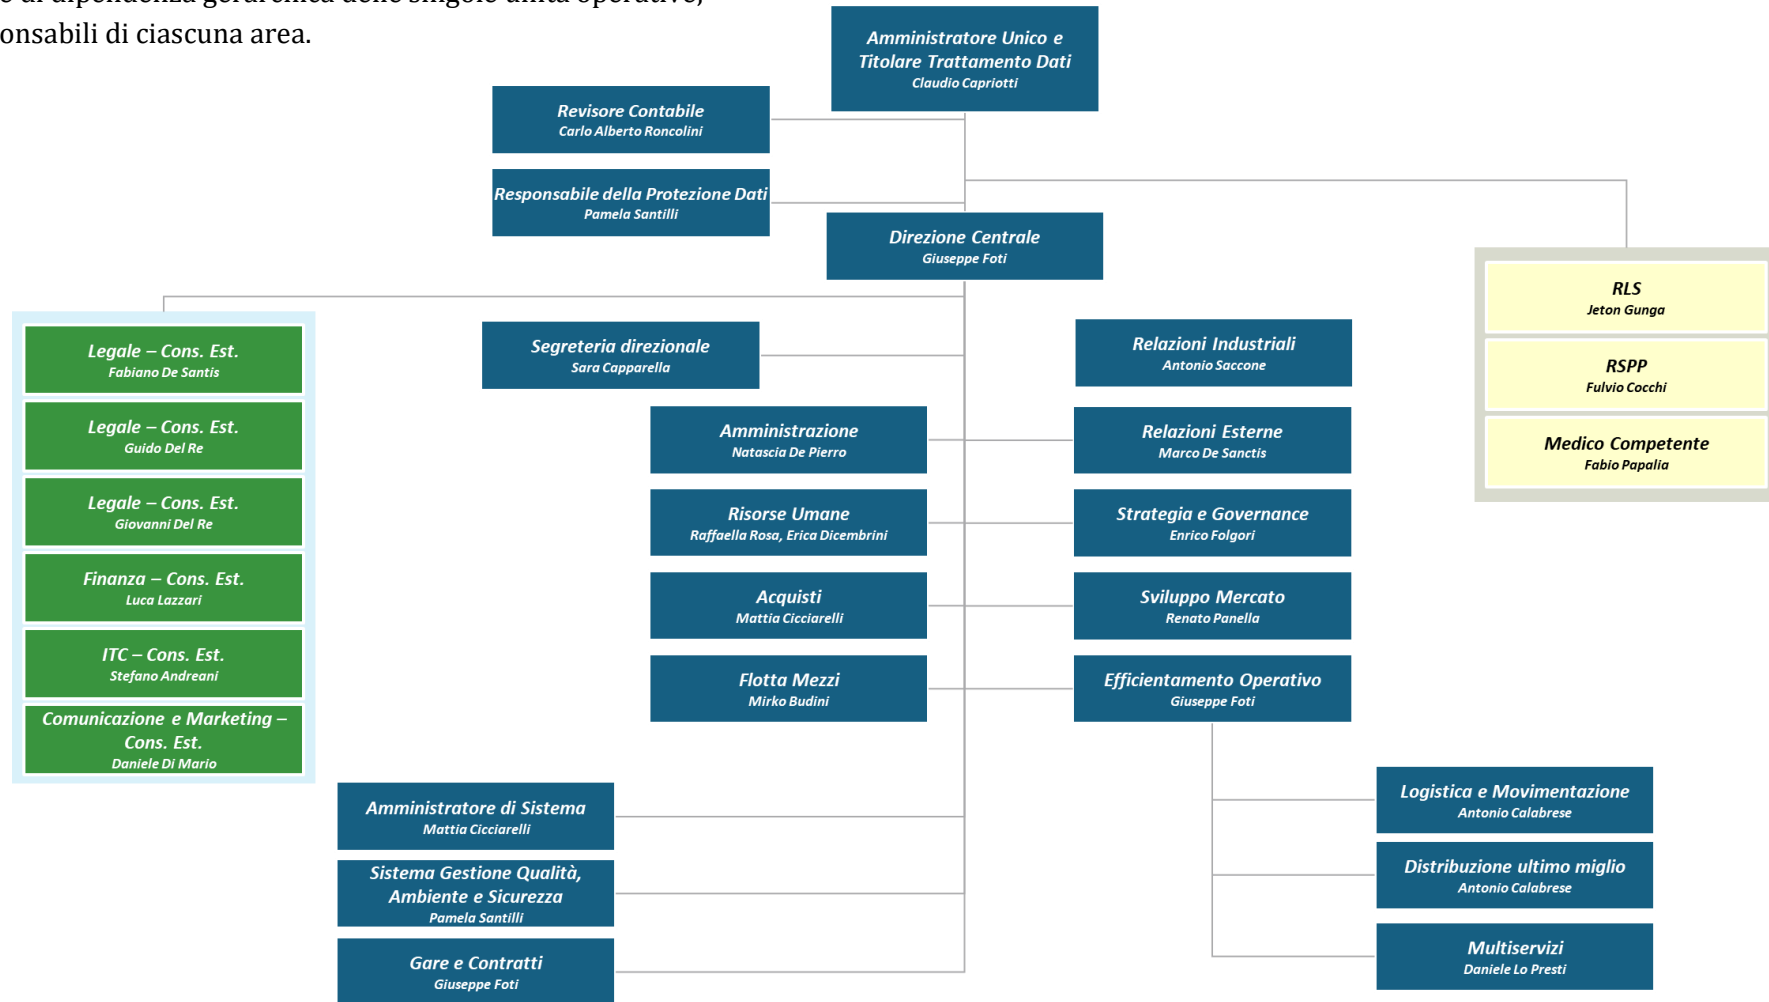 e di dipendenza gerarchica delle singole unità operative,
onsabili di ciascuna area.
Amministratore Unico e
Titolare Trattamento Dati
Claudio Capriotti
Revisore Contabile
Carlo Alberto Roncolini
Responsabile della Protezione Dati
Pamela Santilli
Direzione Centrale
Giuseppe Foti
RLS
Jeton Gunga
RSPP
Fulvio Cocchi
Medico Competente
Fabio Papalia
Legale – Cons. Est.
Fabiano De Santis
Legale – Cons. Est.
Guido Del Re
Legale – Cons. Est.
Giovanni Del Re
Finanza – Cons. Est.
Luca Lazzari
ITC – Cons. Est.
Stefano Andreani
Comunicazione e Marketing –
Cons. Est.
Daniele Di Mario
Segreteria direzionale
Sara Capparella
Relazioni Industriali
Antonio Saccone
Amministrazione
Natascia De Pierro
Relazioni Esterne
Marco De Sanctis
Risorse Umane
Raffaella Rosa, Erica Dicembrini
Strategia e Governance
Enrico Folgori
Acquisti
Mattia Cicciarelli
Sviluppo Mercato
Renato Panella
Flotta Mezzi
Mirko Budini
Efficientamento Operativo
Giuseppe Foti
Amministratore di Sistema
Mattia Cicciarelli
Sistema Gestione Qualità,
Ambiente e Sicurezza
Pamela Santilli
Gare e Contratti
Giuseppe Foti
Logistica e Movimentazione
Antonio Calabrese
Distribuzione ultimo miglio
Antonio Calabrese
Multiservizi
Daniele Lo Presti